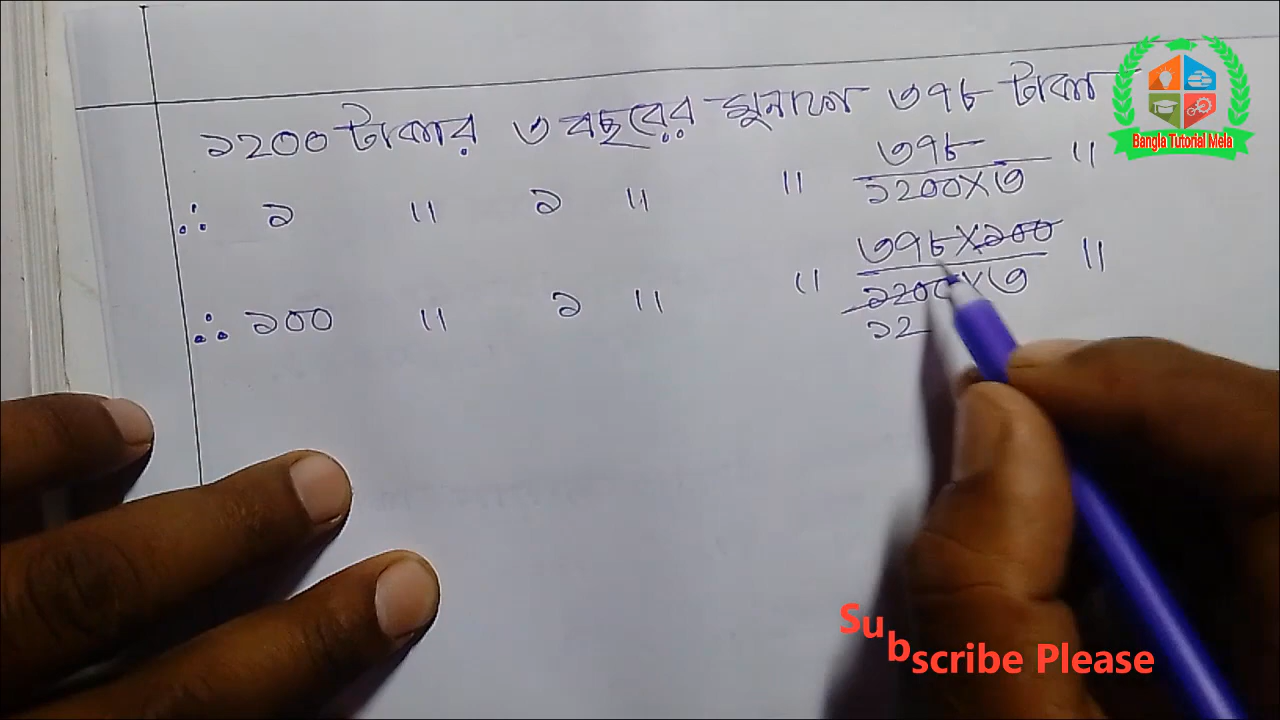 ১২০০ টাকার ৩ বছরের মুনাফা ৩৭৮ টাকা
∴ ১ " ১ " " ৩৭৮/১২০০×৩ "
∴ ১০০ " ১ " " ৩৭৮×১০০/১২০০×৩ "
১২
Bangla Tutorial Mela
Subscribe Please